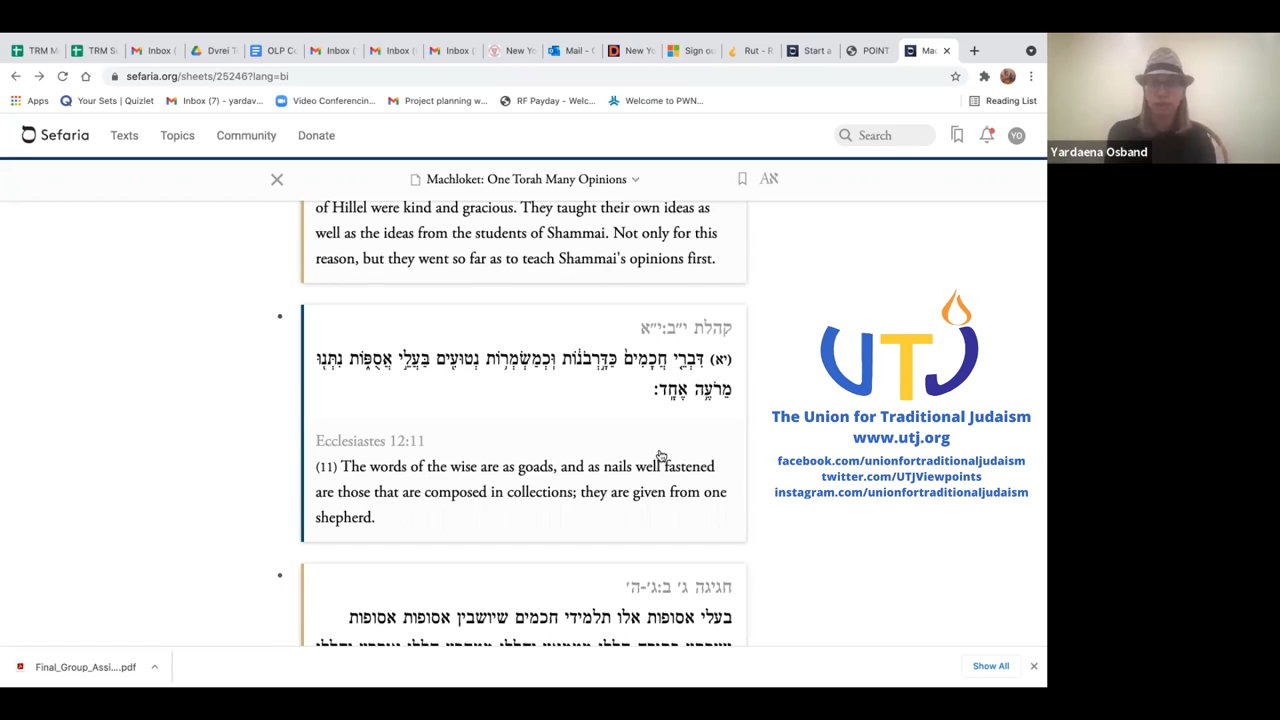 TRM M
TRM S
Inbox (
Dvrei T
OLP C
Inbox (
Inbox (
Inbox (
New Yo
Mail - C
New Yo
Sign o
Rut - R
Start a
POINT
Mac
sefaria.org/sheets/25246?lang=bi
Apps
Your Sets | Quizlet
Inbox (7) - yardav...
Video Conferencin...
Project planning w...
RF Payday - Welc...
Welcome to PWN...
Reading List
Sefaria
Texts
Topics
Community
Donate
Search
YO
Yardaena Osband
Machloket: One Torah Many Opinions
of Hillel were kind and gracious. They taught their own ideas as
well as the ideas from the students of Shammai. Not only for this
reason, but they went so far as to teach Shammai's opinions first.
קהלת י״ב:י״א
(יא) דִּבְרֵ֤י חֲכָמִים֙ כַּדָּ֣רְבֹנ֔וֹת וּֽכְמַשְׂמְר֥וֹת נְטוּעִ֖ים בַּעֲלֵ֣י אֲסֻפּ֑וֹת נִתְּנ֖וּ
מֵרֹעֶ֥ה אֶחָֽד׃
Ecclesiastes 12:11
(11) The words of the wise are as goads, and as nails well fastened
are those that are composed in collections; they are given from one
shepherd.
חגיגה ג׳ ב:ג׳-ה׳
בעלי אסופות אלו תלמידי חכמים שיושבין אסופות אסופות
UTJ
The Union for Traditional Judaism
www.utj.org
facebook.com/unionfortraditionaljudaism
twitter.com/UTJViewpoints
instagram.com/unionfortraditionaljudaism
Final_Group_Assi....pdf
Show All